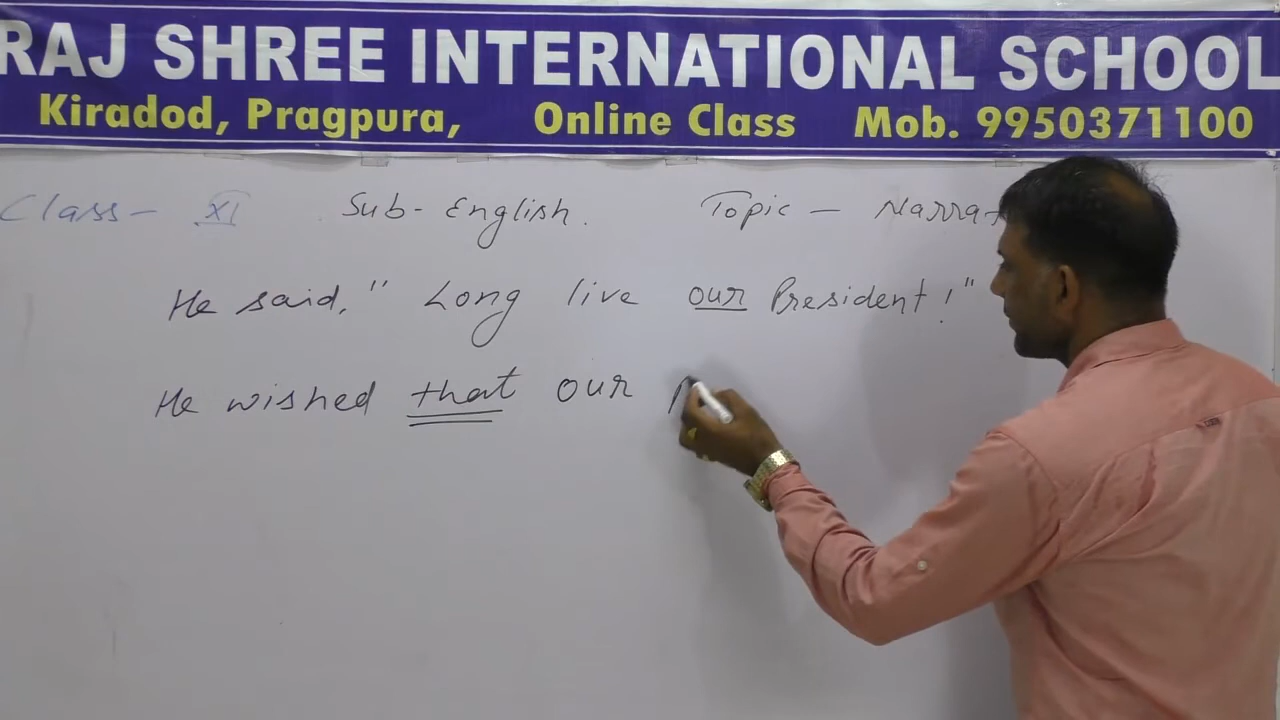 RAJ SHREE INTERNATIONAL SCHOOL
Kiradod, Pragpura, Online Class Mob. 9950371100
Class - XI Sub- English. Topic - Narrat
He said, " Long live our President!"
He wished that our